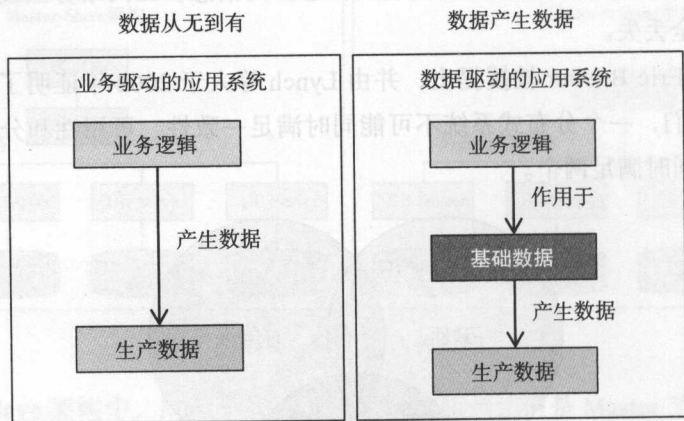 数据从无到有
业务驱动的应用系统
业务逻辑
产生数据
生产数据
数据产生数据
数据驱动的应用系统
业务逻辑
作用于
基础数据
产生数据
生产数据